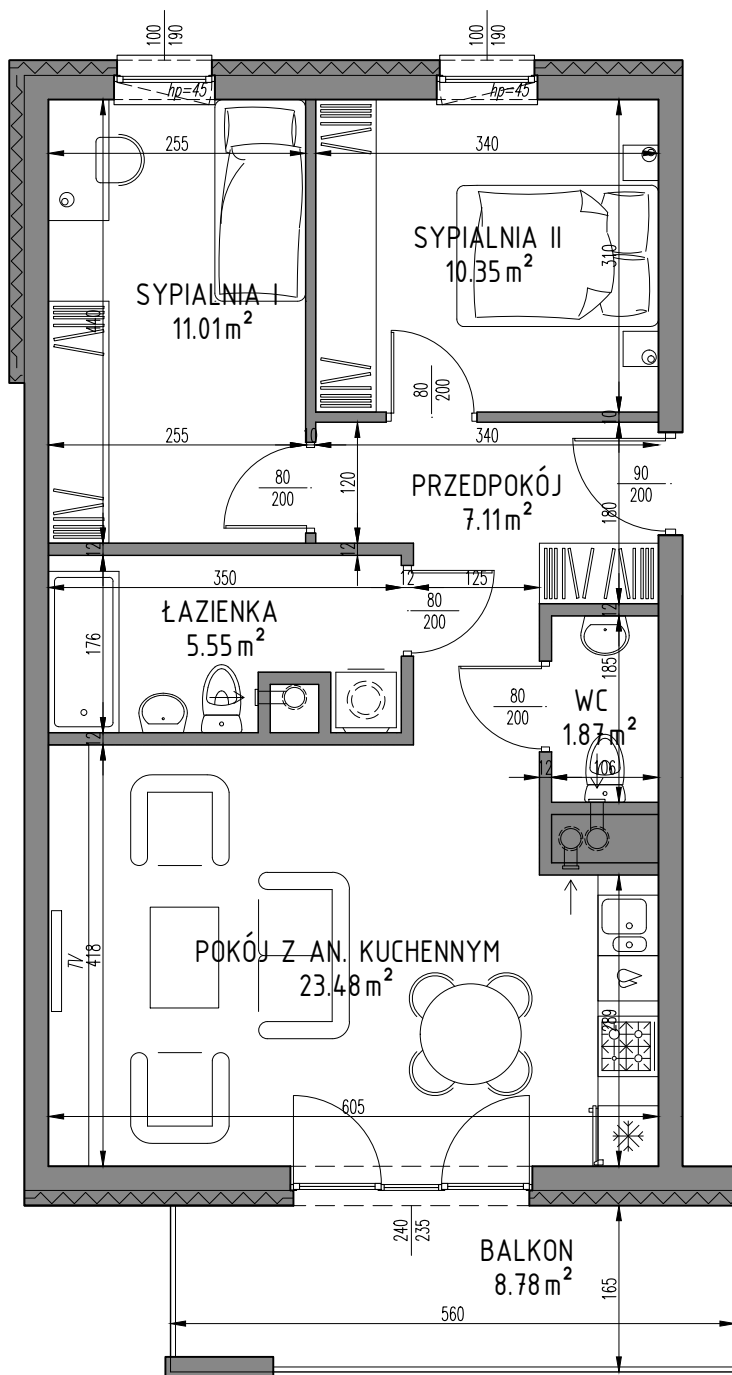 100
190
100
190
hp=45
hp=45
255
340
SYPIALNIA II
10.35 m²
310
SYPIALNIA I
11.01 m²
440
80
200
10
255
10
340
80
200
120
PRZEDPOKÓJ
7.11 m²
90
200
180
12
12
350
12
125
ŁAZIENKA
5.55 m²
80
200
12
176
185
WC
1.87 m²
80
200
12
12
106
POKÓJ Z AN. KUCHENNYM
23.48 m²
TV
418
289
605
240
235
BALKON
8.78 m²
165
560